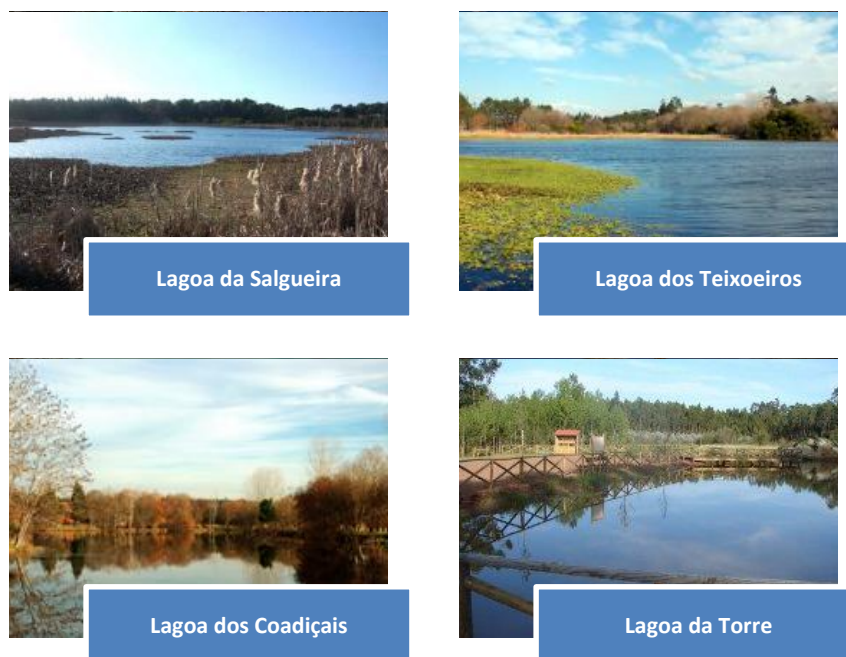 Lagoa da Salgueira
Lagoa dos Teixoeiros
Lagoa dos Coadiçais
Lagoa da Torre